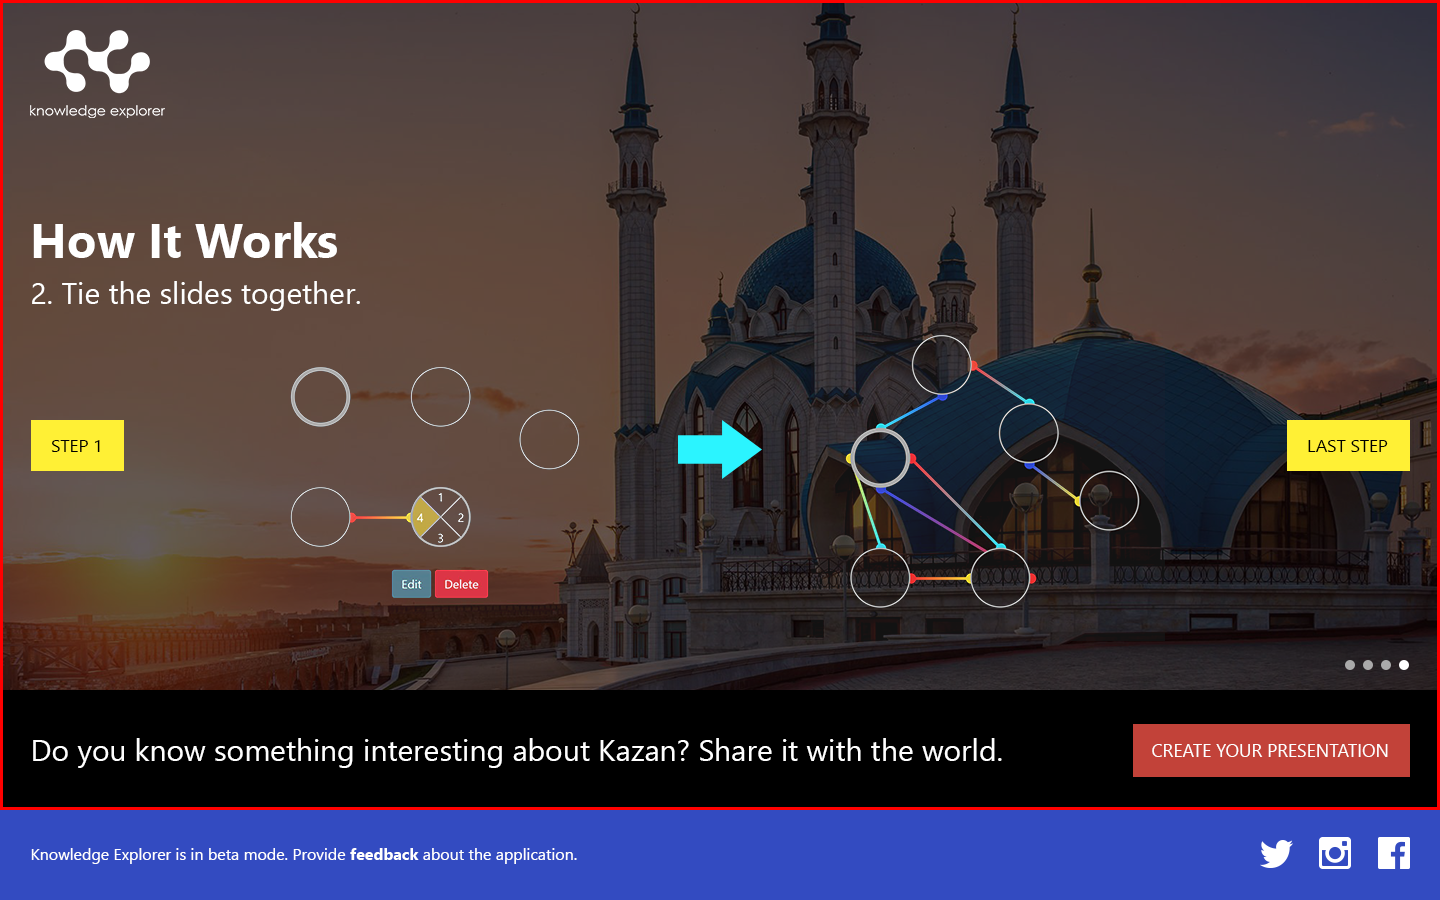 knowledge explorer
How It Works
2. Tie the slides together.
STEP 1
LAST STEP
1
4
2
3
Edit
Delete
Do you know something interesting about Kazan? Share it with the world.
CREATE YOUR PRESENTATION
Knowledge Explorer is in beta mode. Provide feedback about the application.